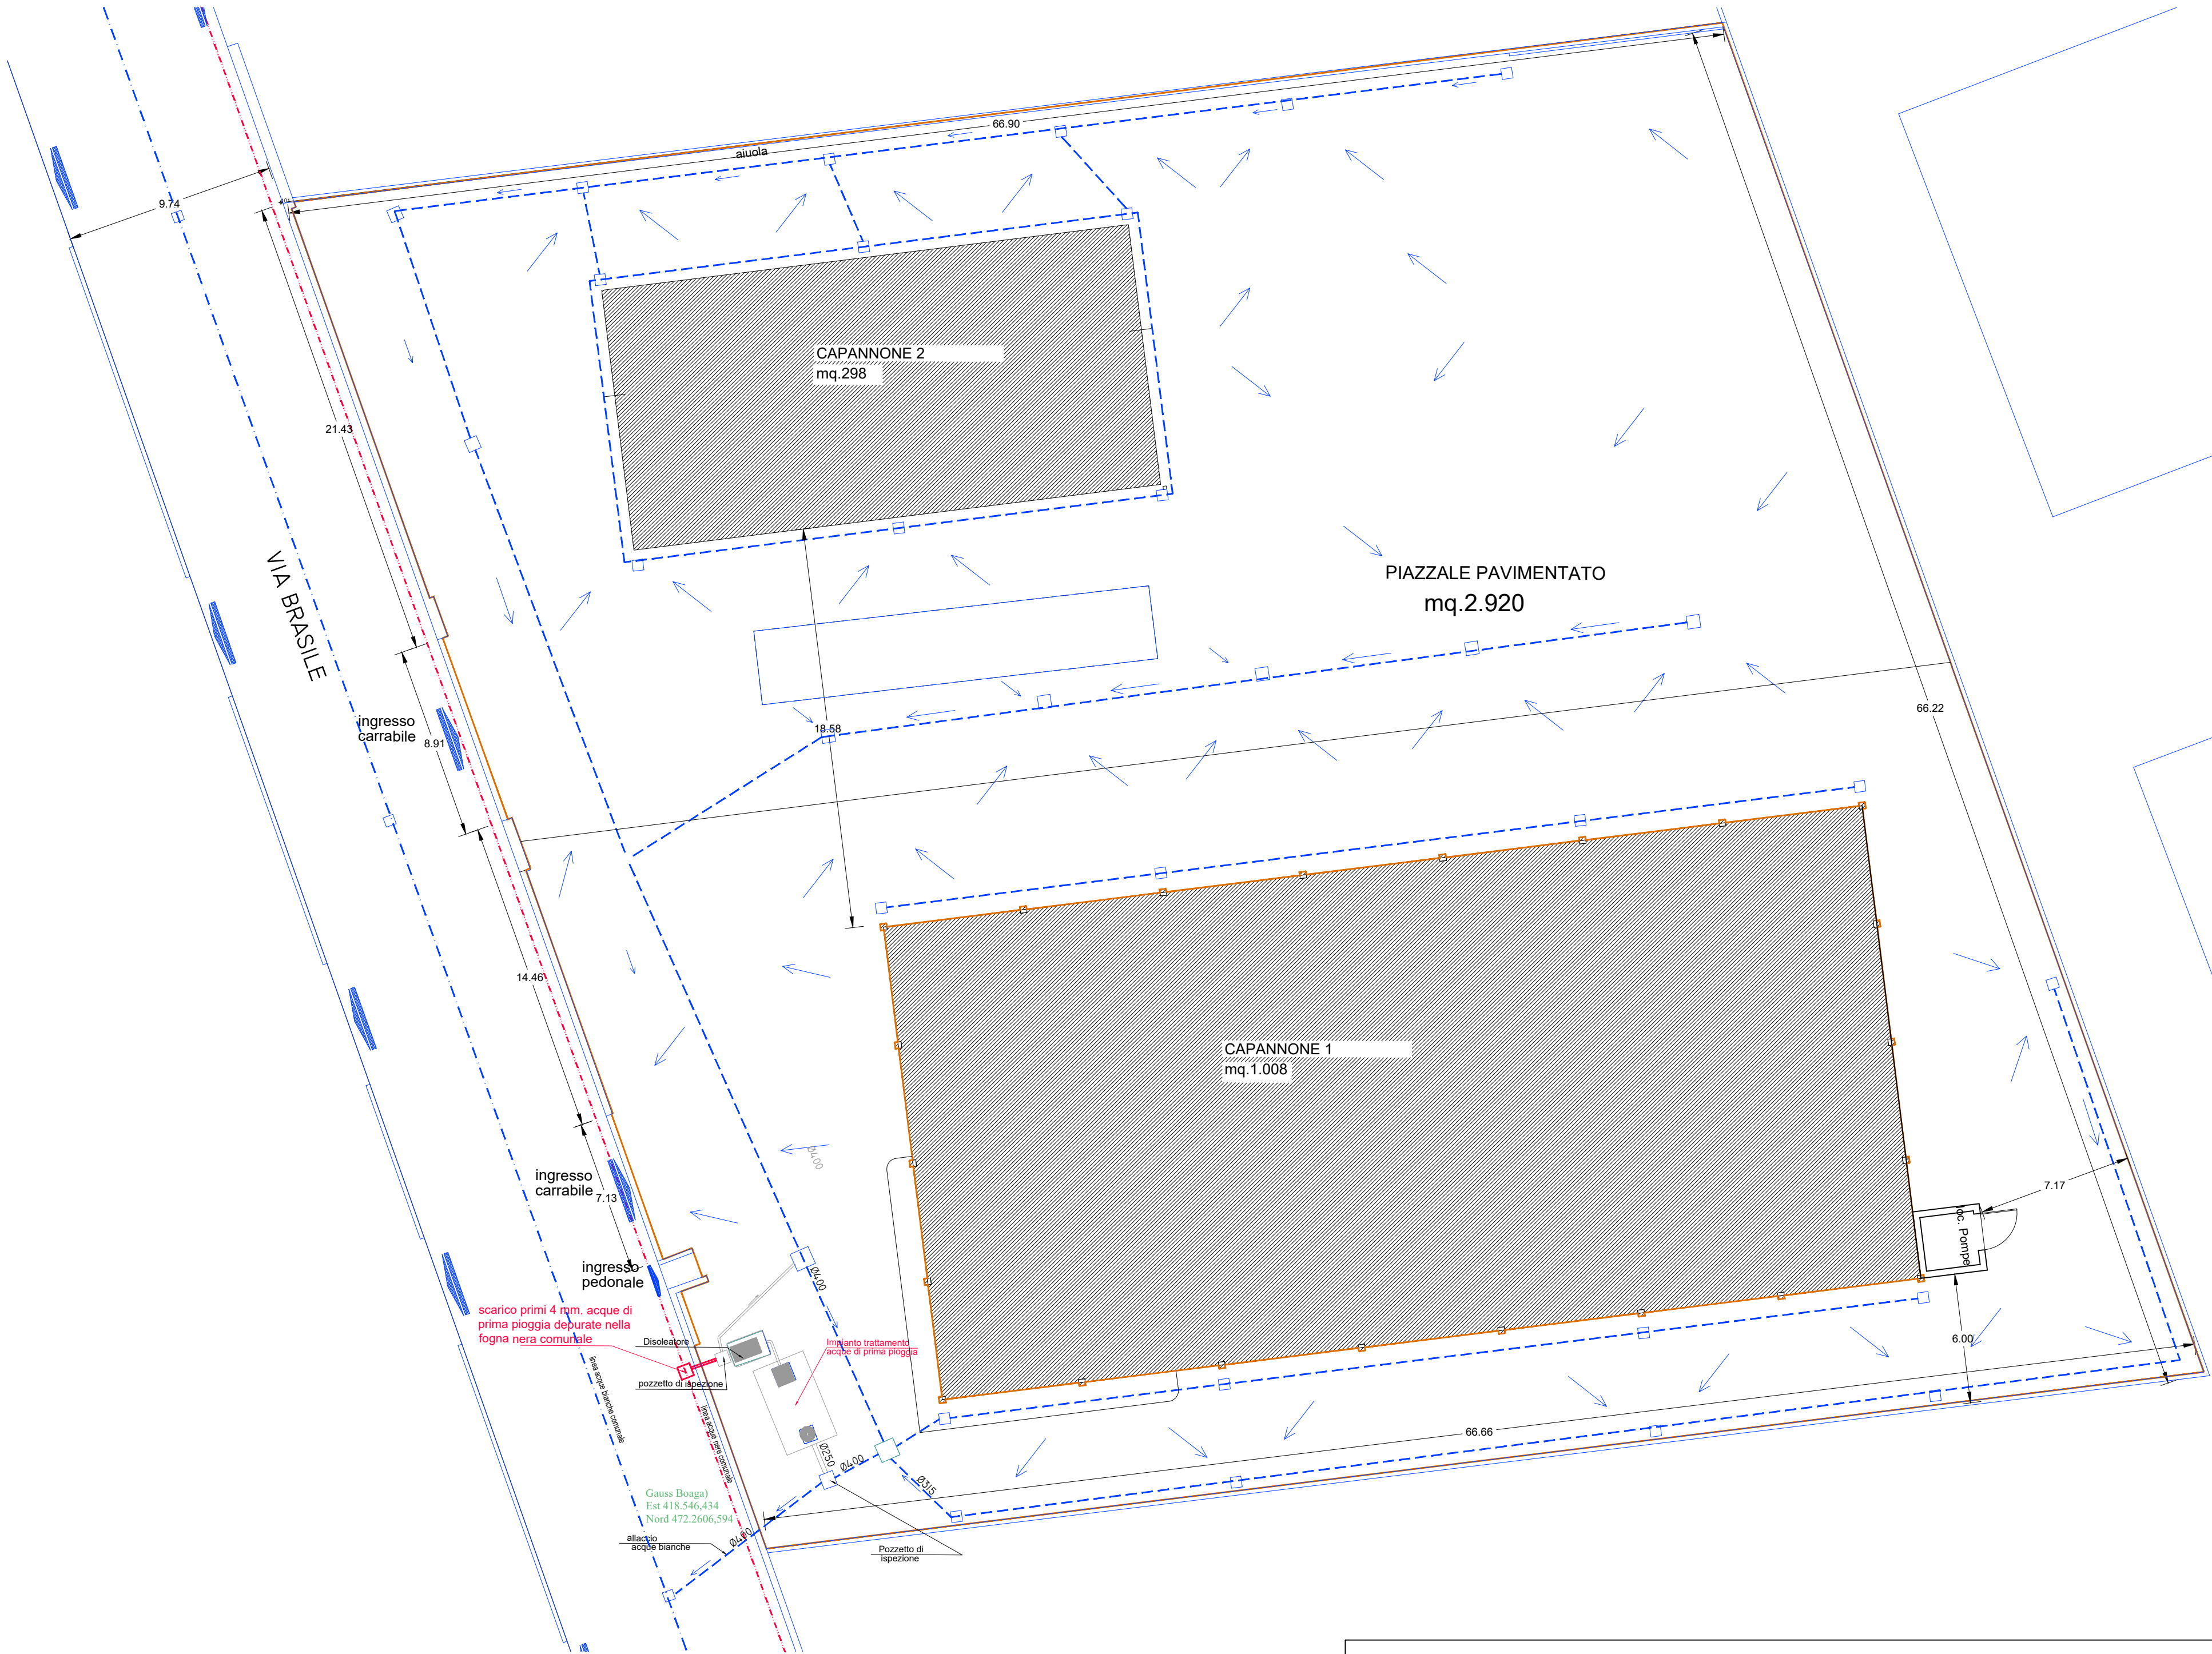 66.90
aiuola
9.74
CAPANNONE 2
mq.298
21.43
VIA BRASILE
PIAZZALE PAVIMENTATO
mq.2.920
66.22
ingresso
carrabile
8.91
18.58
14.46
CAPANNONE 1
mq.1.008
Ø400
ingresso
carrabile
7.13
7.17
loc. Pompe
ingresso
pedonale
Ø400
scarico primi 4 mm. acque di
prima pioggia depurate nella
fogna nera comunale
Disoleatore
Impianto trattamento
acque di prima pioggia
6.00
pozzetto di ispezione
linea acque bianche comunale
linea acque nere comunale
66.66
Ø250
Ø400
Ø315
Gauss Boaga)
Est 418.546,434
Nord 472.2606,594
allaccio
acque bianche
Ø400
Pozzetto di
ispezione